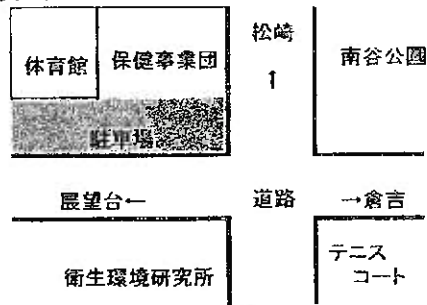 松崎
↑
体育館
保健事業団
南谷公園
駐車場
展望台←
道路
→倉吉
衛生環境研究所
テニス
コート